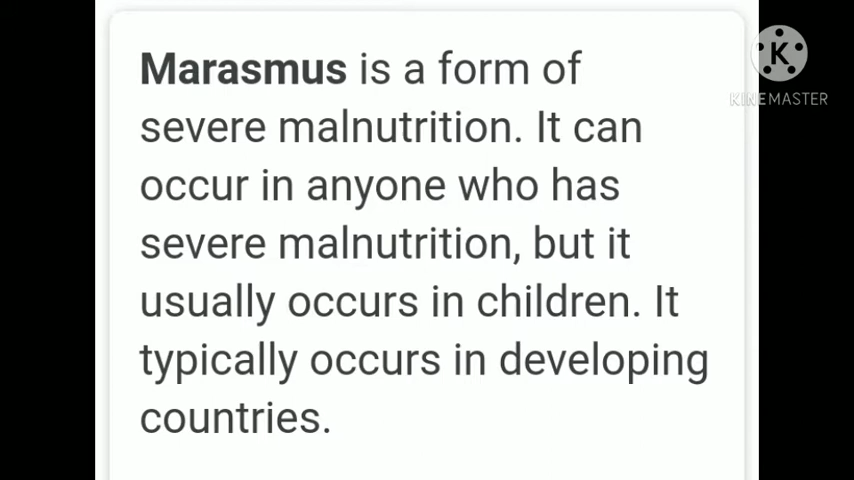 Marasmus is a form of
severe malnutrition. It can
occur in anyone who has
severe malnutrition, but it
usually occurs in children. It
typically occurs in developing
countries.
K
KINEMASTER